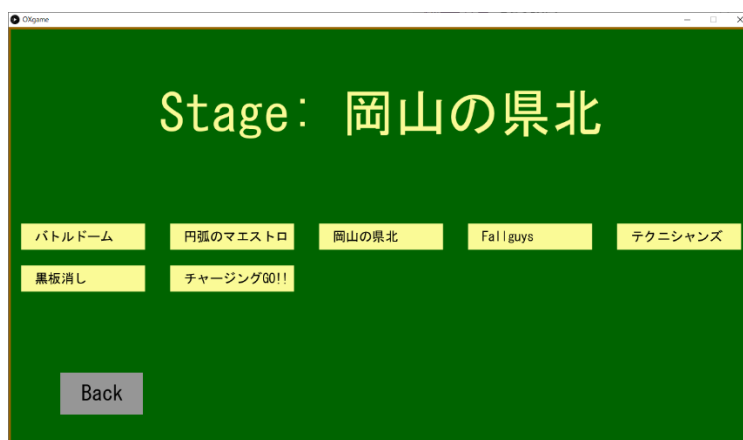 OXgame
Stage: 岡山の県北
バトルドーム 円弧のマエストロ 岡山の県北 Fallguys テクニシャンズ
黒板消し チャージングGO!!
Back